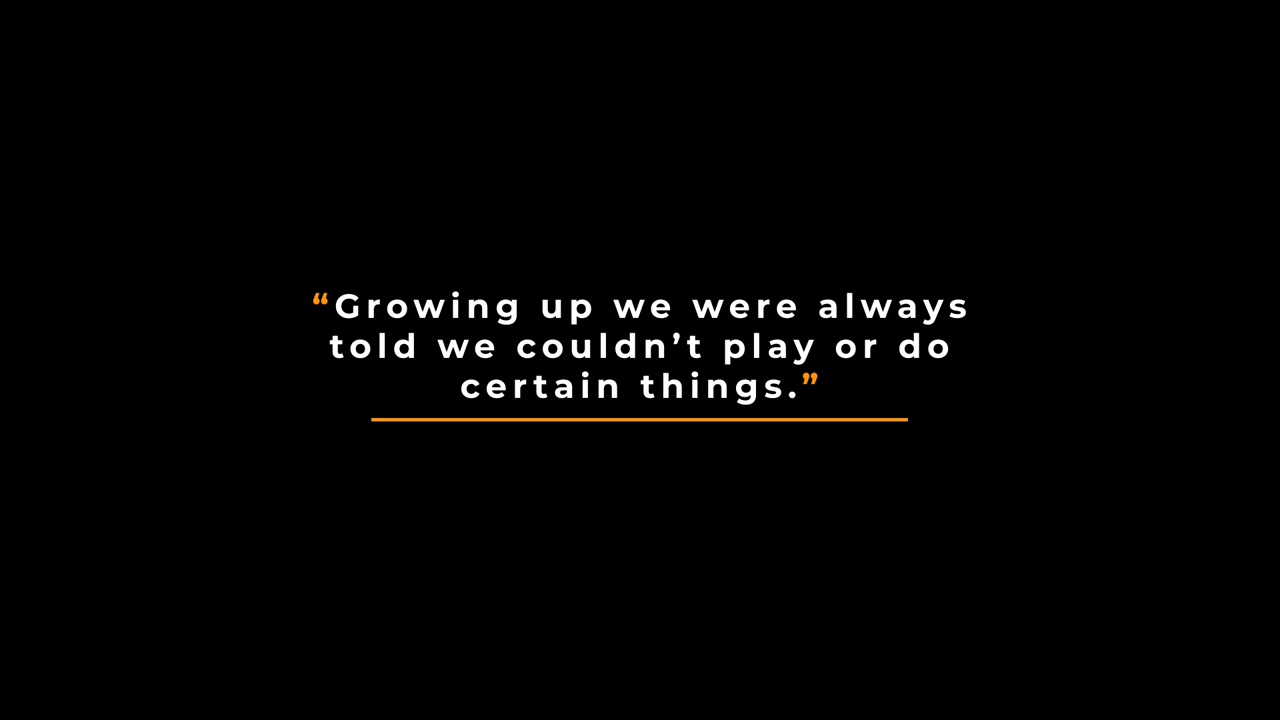 “Growing up we were always
told we couldn’t play or do
certain things.”